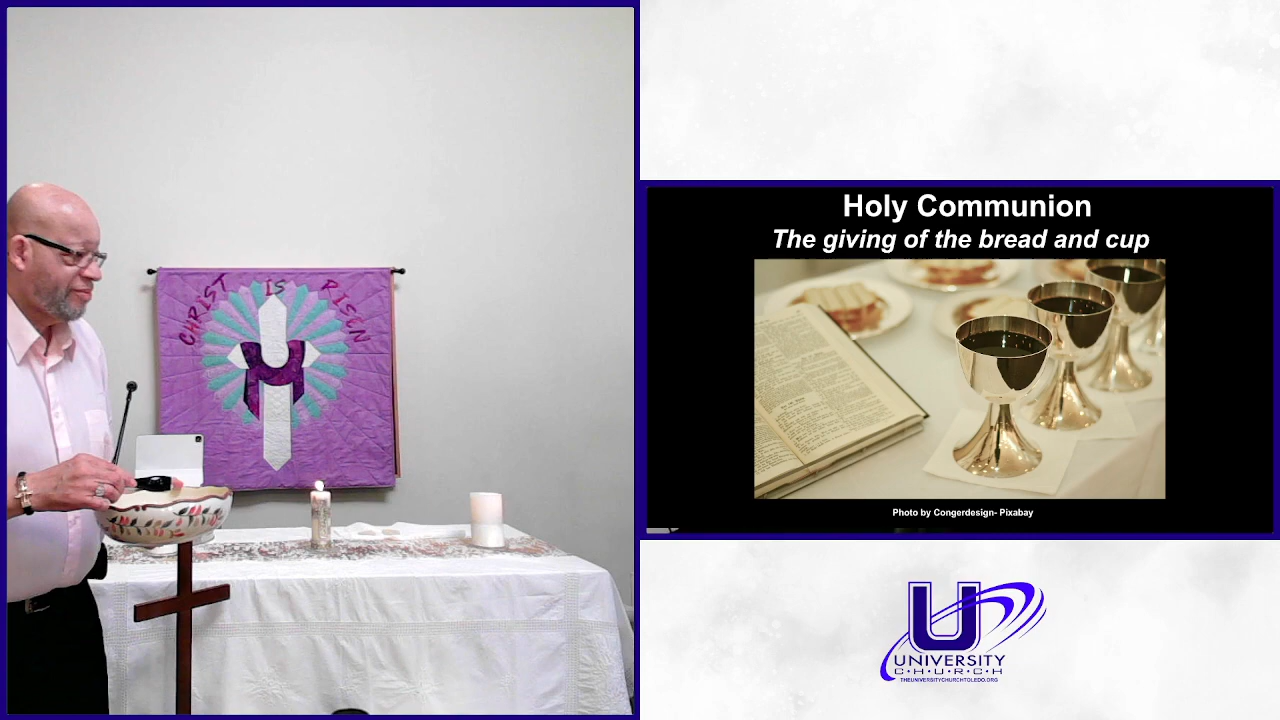 CHRIST IS RISEN
Holy Communion
The giving of the bread and cup
Photo by Congerdesign- Pixabay
U
UNIVERSITY
C·H·U·R·C·H
THEUNIVERSITYCHURCHTOLEDO.ORG